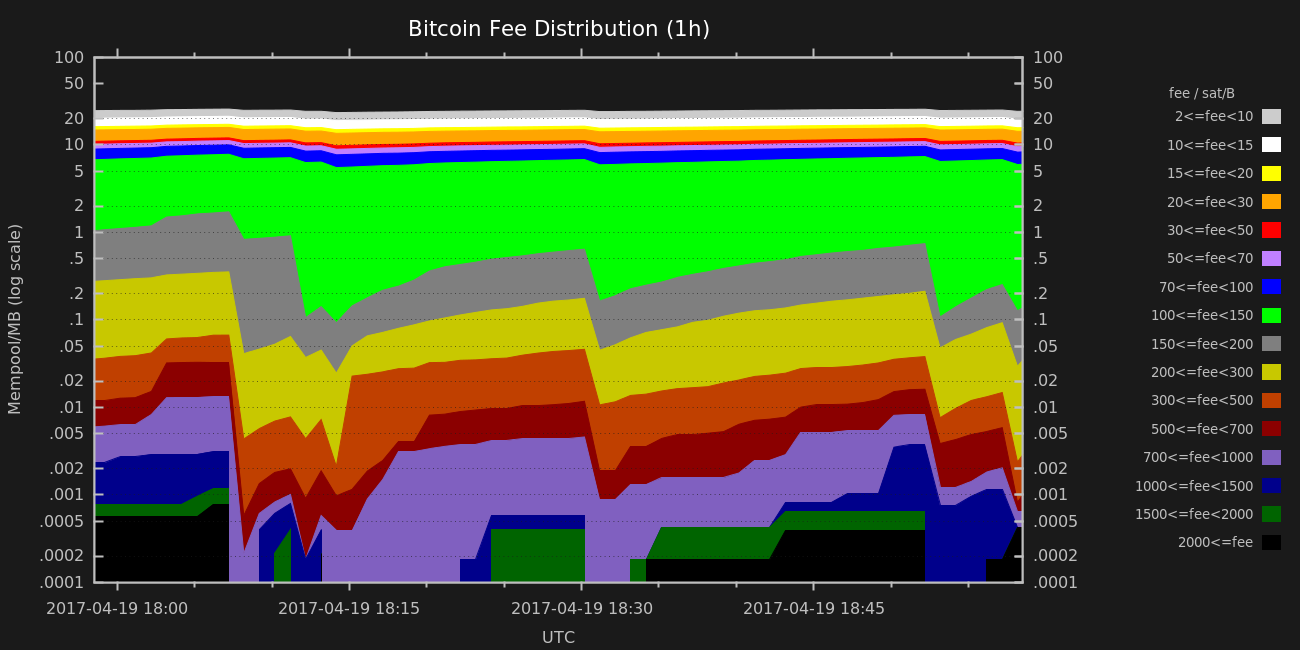 Bitcoin Fee Distribution (1h)
100
50
20
10
5
2
1
.5
.2
.1
.05
.02
.01
.005
.002
.001
.0005
.0002
.0001
Mempool/MB (log scale)
100
50
20
10
5
2
1
.5
.2
.1
.05
.02
.01
.005
.002
.001
.0005
.0002
.0001
2017-04-19 18:00
2017-04-19 18:15
2017-04-19 18:30
2017-04-19 18:45
UTC
fee / sat/B
2<=fee<10
10<=fee<15
15<=fee<20
20<=fee<30
30<=fee<50
50<=fee<70
70<=fee<100
100<=fee<150
150<=fee<200
200<=fee<300
300<=fee<500
500<=fee<700
700<=fee<1000
1000<=fee<1500
1500<=fee<2000
2000<=fee